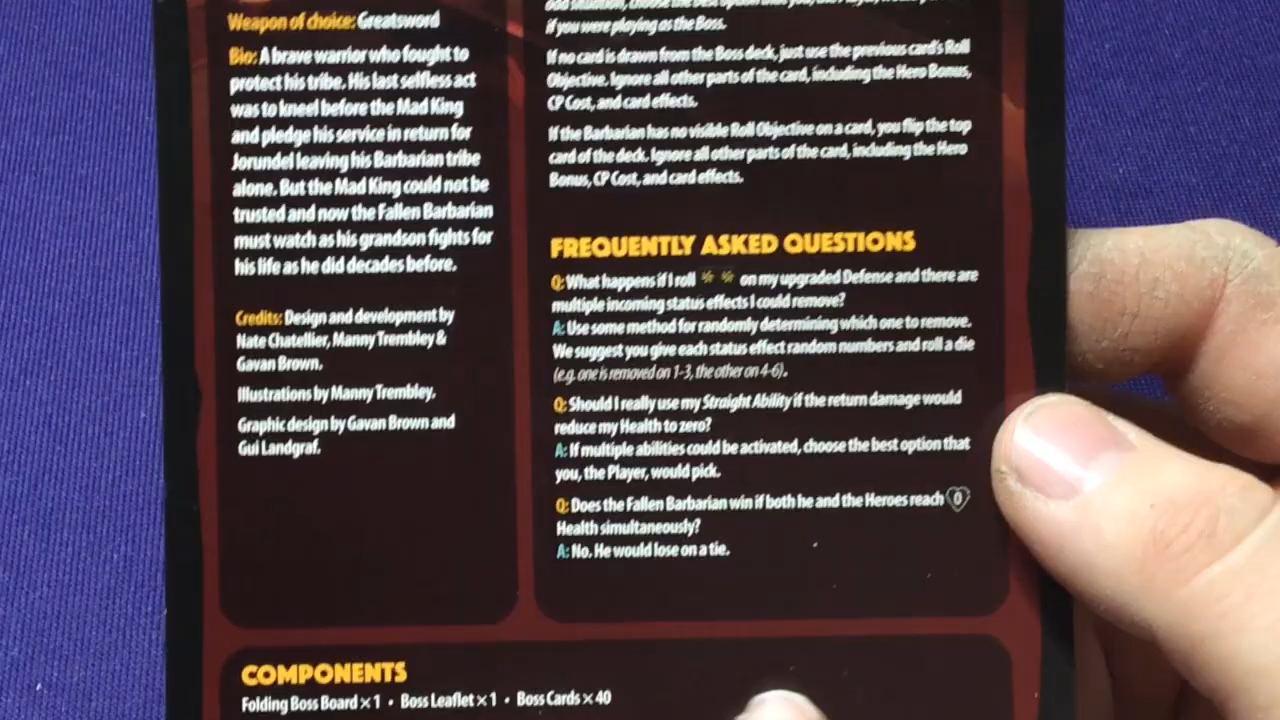 Weapon of choice: Greatsword
Bio: A brave warrior who fought to
protect his tribe. His last selfless act
was to kneel before the Mad King
and pledge his service in return for
Jorundel leaving his Barbarian tribe
alone. But the Mad King could not be
trusted and now the Fallen Barbarian
must watch as his grandson fights for
his life as he did decades before.
Credits: Design and development by
Nate Chatellier, Manny Trembley &
Gavan Brown.
Illustrations by Manny Trembley.
Graphic design by Gavan Brown and
Gui Landgraf.
if you were playing as the Boss.
If no card is drawn from the Boss deck, just use the previous card's Roll
Objective. Ignore all other parts of the card, including the Hero Bonus,
CP Cost, and card effects.
If the Barbarian has no visible Roll Objective on a card, you flip the top
card of the deck. Ignore all other parts of the card, including the Hero
Bonus, CP Cost, and card effects.
FREQUENTLY ASKED QUESTIONS
Q: What happens if I roll on my upgraded Defense and there are
multiple incoming status effects I could remove?
A: Use some method for randomly determining which one to remove.
We suggest you give each status effect random numbers and roll a die
(e.g. one is removed on 1-3, the other on 4-6).
Q: Should I really use my Straight Ability if the return damage would
reduce my Health to zero?
A: If multiple abilities could be activated, choose the best option that
you, the Player, would pick.
Q: Does the Fallen Barbarian win if both he and the Heroes reach 0
Health simultaneously?
A: No. He would lose on a tie.
COMPONENTS
Folding Boss Board × 1 • Boss Leaflet × 1 • Boss Cards × 40